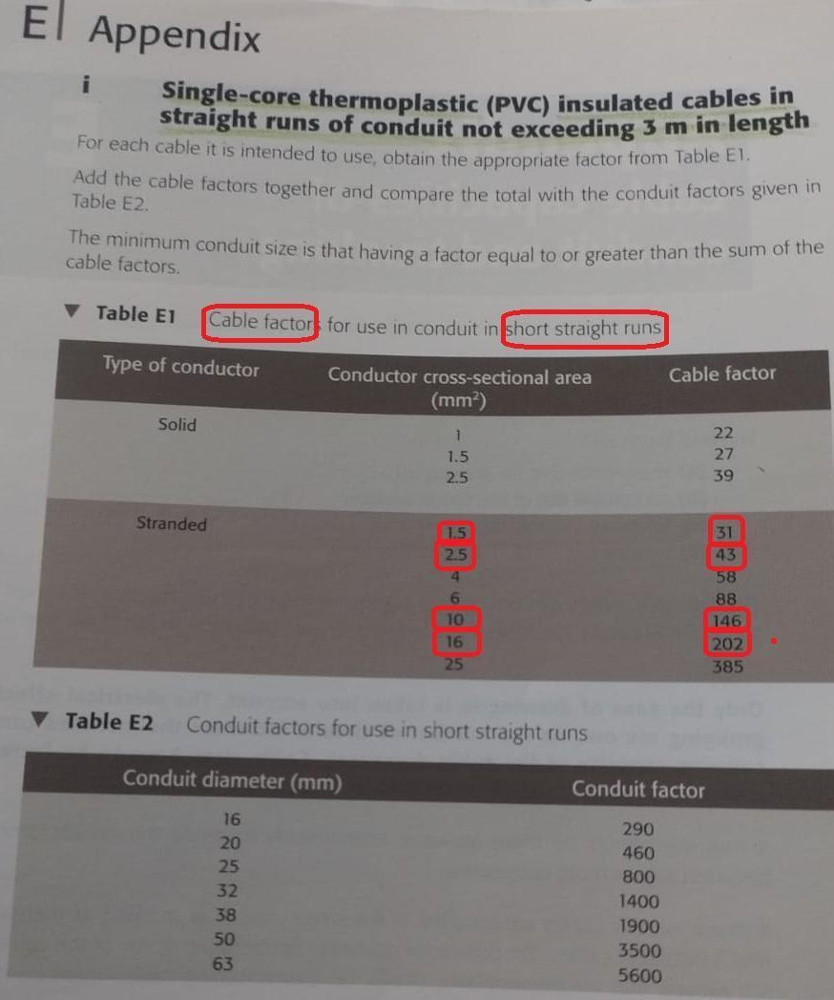 E Appendix
i Single-core thermoplastic (PVC) insulated cables in
straight runs of conduit not exceeding 3 m in length
For each cable it is intended to use, obtain the appropriate factor from Table E1.
Add the cable factors together and compare the total with the conduit factors given in
Table E2.
The minimum conduit size is that having a factor equal to or greater than the sum of the
cable factors.
▼ Table E1 Cable factors for use in conduit in short straight runs
Type of conductor Conductor cross-sectional area Cable factor
(mm²)
Solid
1 22
1.5 27
2.5 39
Stranded
1.5 31
2.5 43
4 58
6 88
10 146
16 202
25 385
▼ Table E2 Conduit factors for use in short straight runs
Conduit diameter (mm) Conduit factor
16 290
20 460
25 800
32 1400
38 1900
50 3500
63 5600